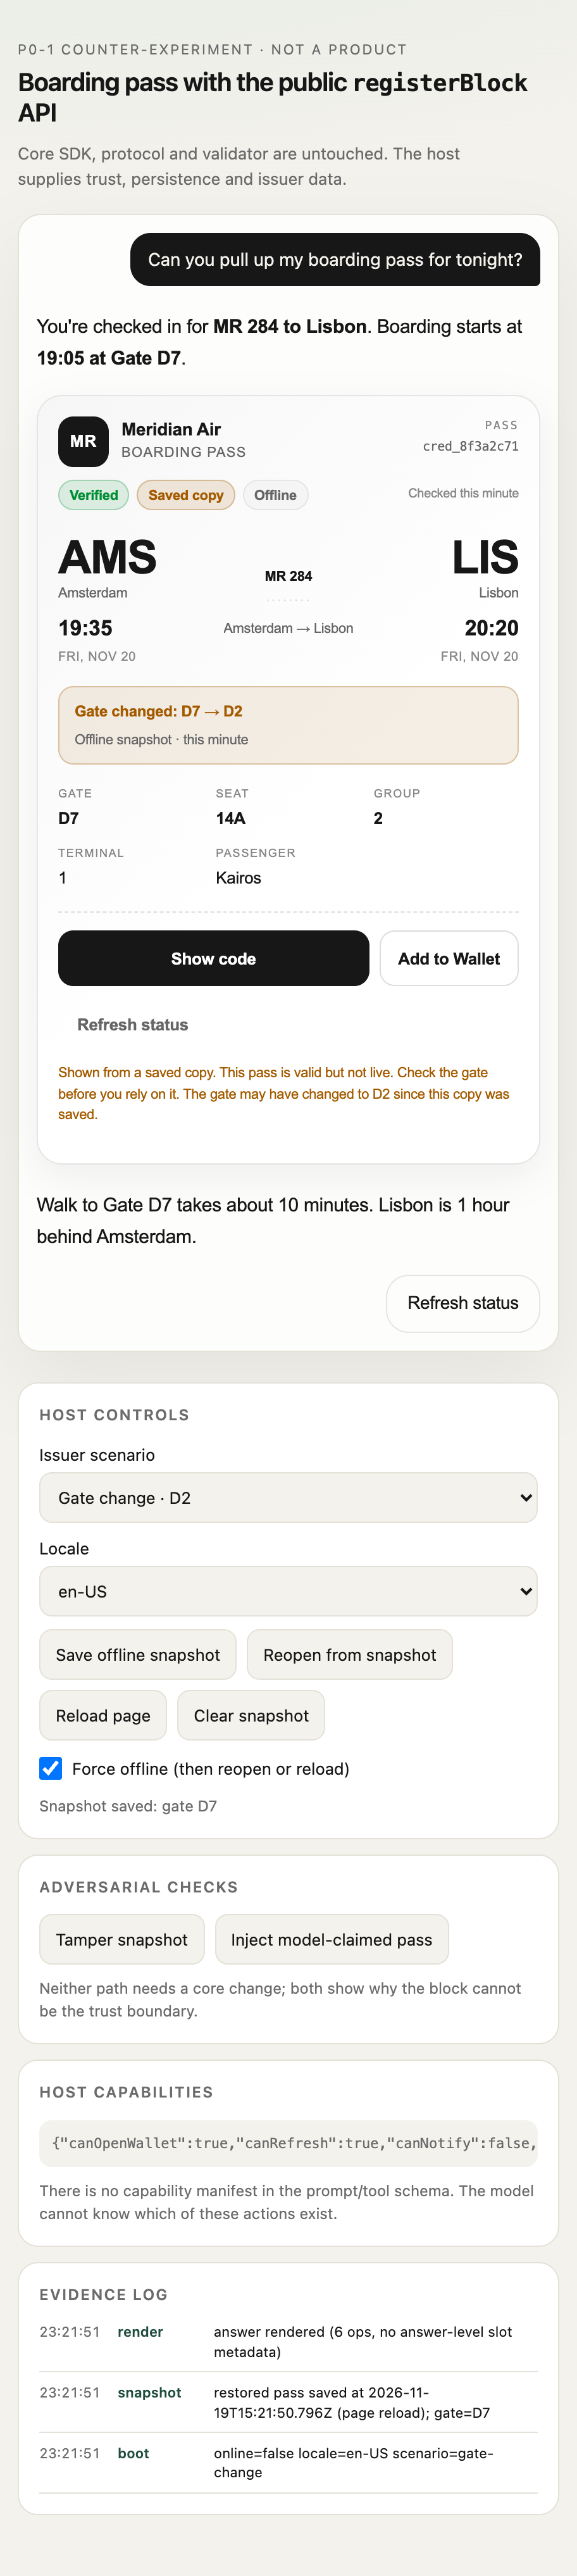 P0-1 COUNTER-EXPERIMENT · NOT A PRODUCT
Boarding pass with the public registerBlock
API
Core SDK, protocol and validator are untouched. The host
supplies trust, persistence and issuer data.
Can you pull up my boarding pass for tonight?
You're checked in for MR 284 to Lisbon. Boarding starts at
19:05 at Gate D7.
MR
Meridian Air
BOARDING PASS
PASS
cred_8f3a2c71
Verified
Saved copy
Offline
Checked this minute
AMS
Amsterdam
19:35
FRI, NOV 20
MR 284
Amsterdam → Lisbon
LIS
Lisbon
20:20
FRI, NOV 20
Gate changed: D7 → D2
Offline snapshot · this minute
GATE
D7
SEAT
14A
GROUP
2
TERMINAL
1
PASSENGER
Kairos
Show code
Add to Wallet
Refresh status
Shown from a saved copy. This pass is valid but not live. Check the gate
before you rely on it. The gate may have changed to D2 since this copy was
saved.
Walk to Gate D7 takes about 10 minutes. Lisbon is 1 hour
behind Amsterdam.
Refresh status
HOST CONTROLS
Issuer scenario
Gate change · D2
Locale
en-US
Save offline snapshot
Reopen from snapshot
Reload page
Clear snapshot
Force offline (then reopen or reload)
Snapshot saved: gate D7
ADVERSARIAL CHECKS
Tamper snapshot
Inject model-claimed pass
Neither path needs a core change; both show why the block cannot
be the trust boundary.
HOST CAPABILITIES
{"canOpenWallet":true,"canRefresh":true,"canNotify":false,
There is no capability manifest in the prompt/tool schema. The model
cannot know which of these actions exist.
EVIDENCE LOG
23:21:51 render answer rendered (6 ops, no answer-level slot
metadata)
23:21:51 snapshot restored pass saved at 2026-11-
19T15:21:50.796Z (page reload); gate=D7
23:21:51 boot online=false locale=en-US scenario=gate-
change